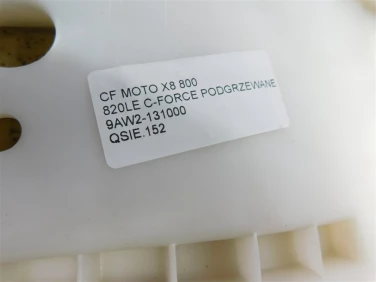 CF MOTO X8 800
820LE C-FORCE PODGRZEWANE
9AW2-131000
QSIE.152